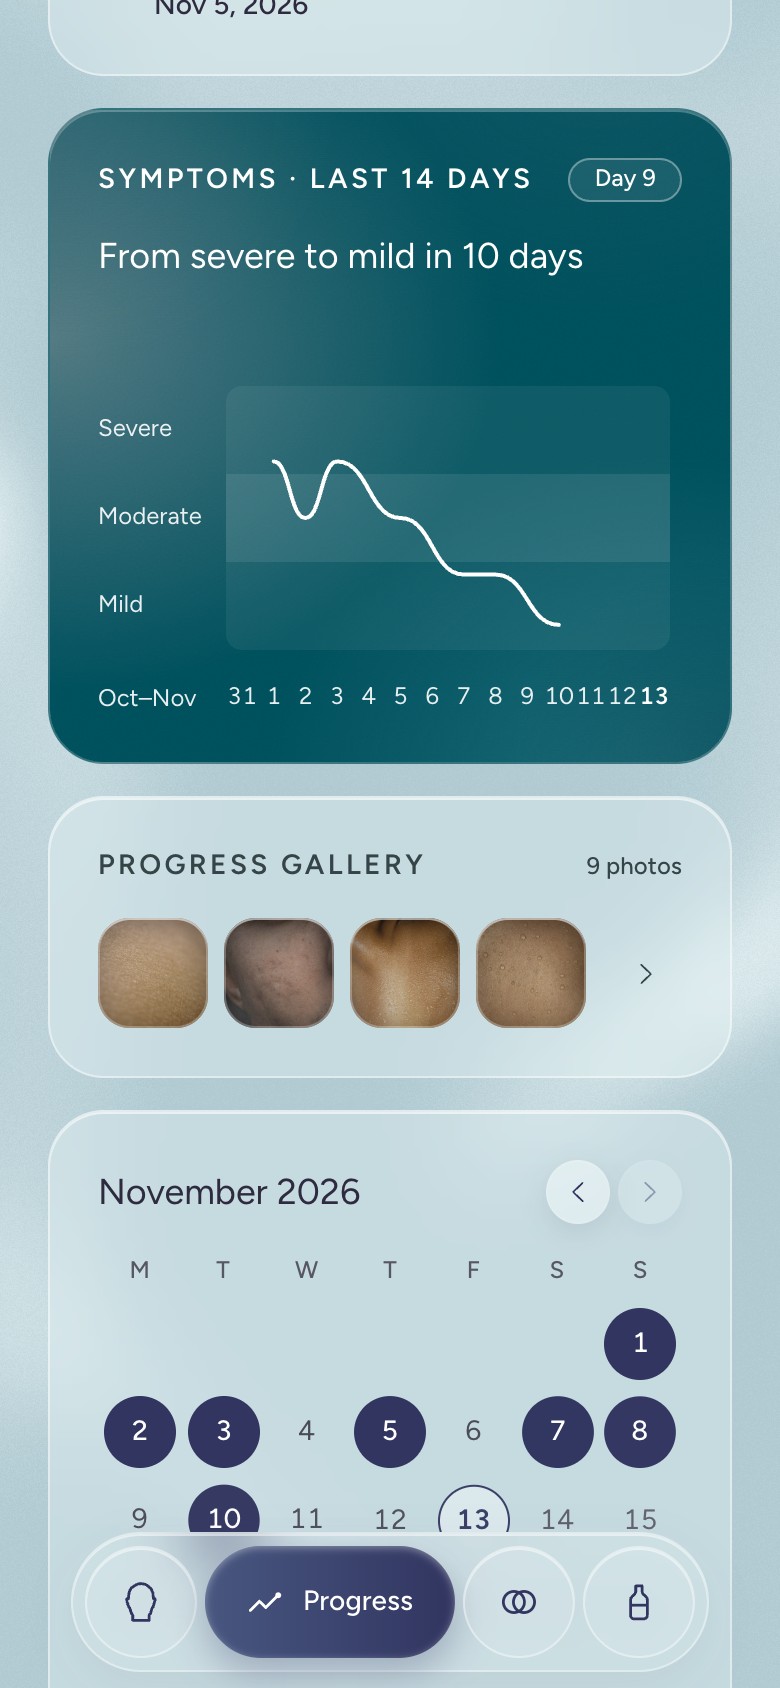 Nov 5, 2026
SYMPTOMS · LAST 14 DAYS
Day 9
From severe to mild in 10 days
Severe
Moderate
Mild
Oct–Nov 31 1 2 3 4 5 6 7 8 9 10 11 12 13
PROGRESS GALLERY
9 photos
November 2026
M T W T F S S
1
2 3 4 5 6 7 8
9 10 11 12 13 14 15
Progress